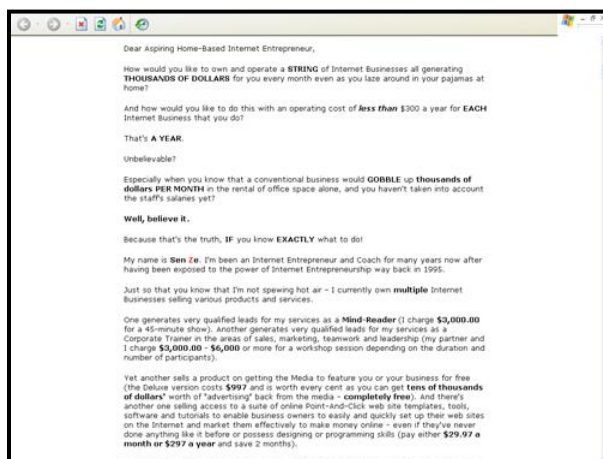 Dear Aspiring Home-Based Internet Entrepreneur,
How would you like to own and operate a STRING of Internet Businesses all generating
THOUSANDS OF DOLLARS for you every month even as you laze around in your pajamas at
home?
And how would you like to do this with an operating cost of less than $300 a year for EACH
Internet Business that you do?
That's A YEAR.
Unbelievable?
Especially when you know that a conventional business would GOBBLE up thousands of
dollars PER MONTH in the rental of office space alone, and you haven't taken into account
the staff's salaries yet?
Well, believe it.
Because that's the truth, IF you know EXACTLY what to do!
My name is Sen Ze. I'm been an Internet Entrepreneur and Coach for many years now after
having been exposed to the power of Internet Entrepreneurship way back in 1995.
Just so that you know that I'm not spewing hot air - I currently own multiple Internet
Businesses selling various products and services.
One generates very qualified leads for my services as a Mind-Reader (I charge $3,000.00
for a 45-minute show). Another generates very qualified leads for my services as a
Corporate Trainer in the areas of sales, marketing, teamwork and leadership (my partner and
I charge $3,000.00 - $6,000 or more for a workshop session depending on the duration and
number of participants).
Yet another sells a product on getting the Media to feature you or your business for free
(the Deluxe version costs $997 and is worth every cent as you can get tens of thousands
of dollars' worth of "advertising" back from the media - completely free). And there's
another one selling access to a suite of online Point-And-Click web site templates, tools,
software and tutorials to enable business owners to easily and quickly set up their web sites
on the Internet and market them effectively to make money online - even if they've never
done anything like it before or possess designing or programming skills (pay either $29.97 a
month or $297 a year and save 2 months).